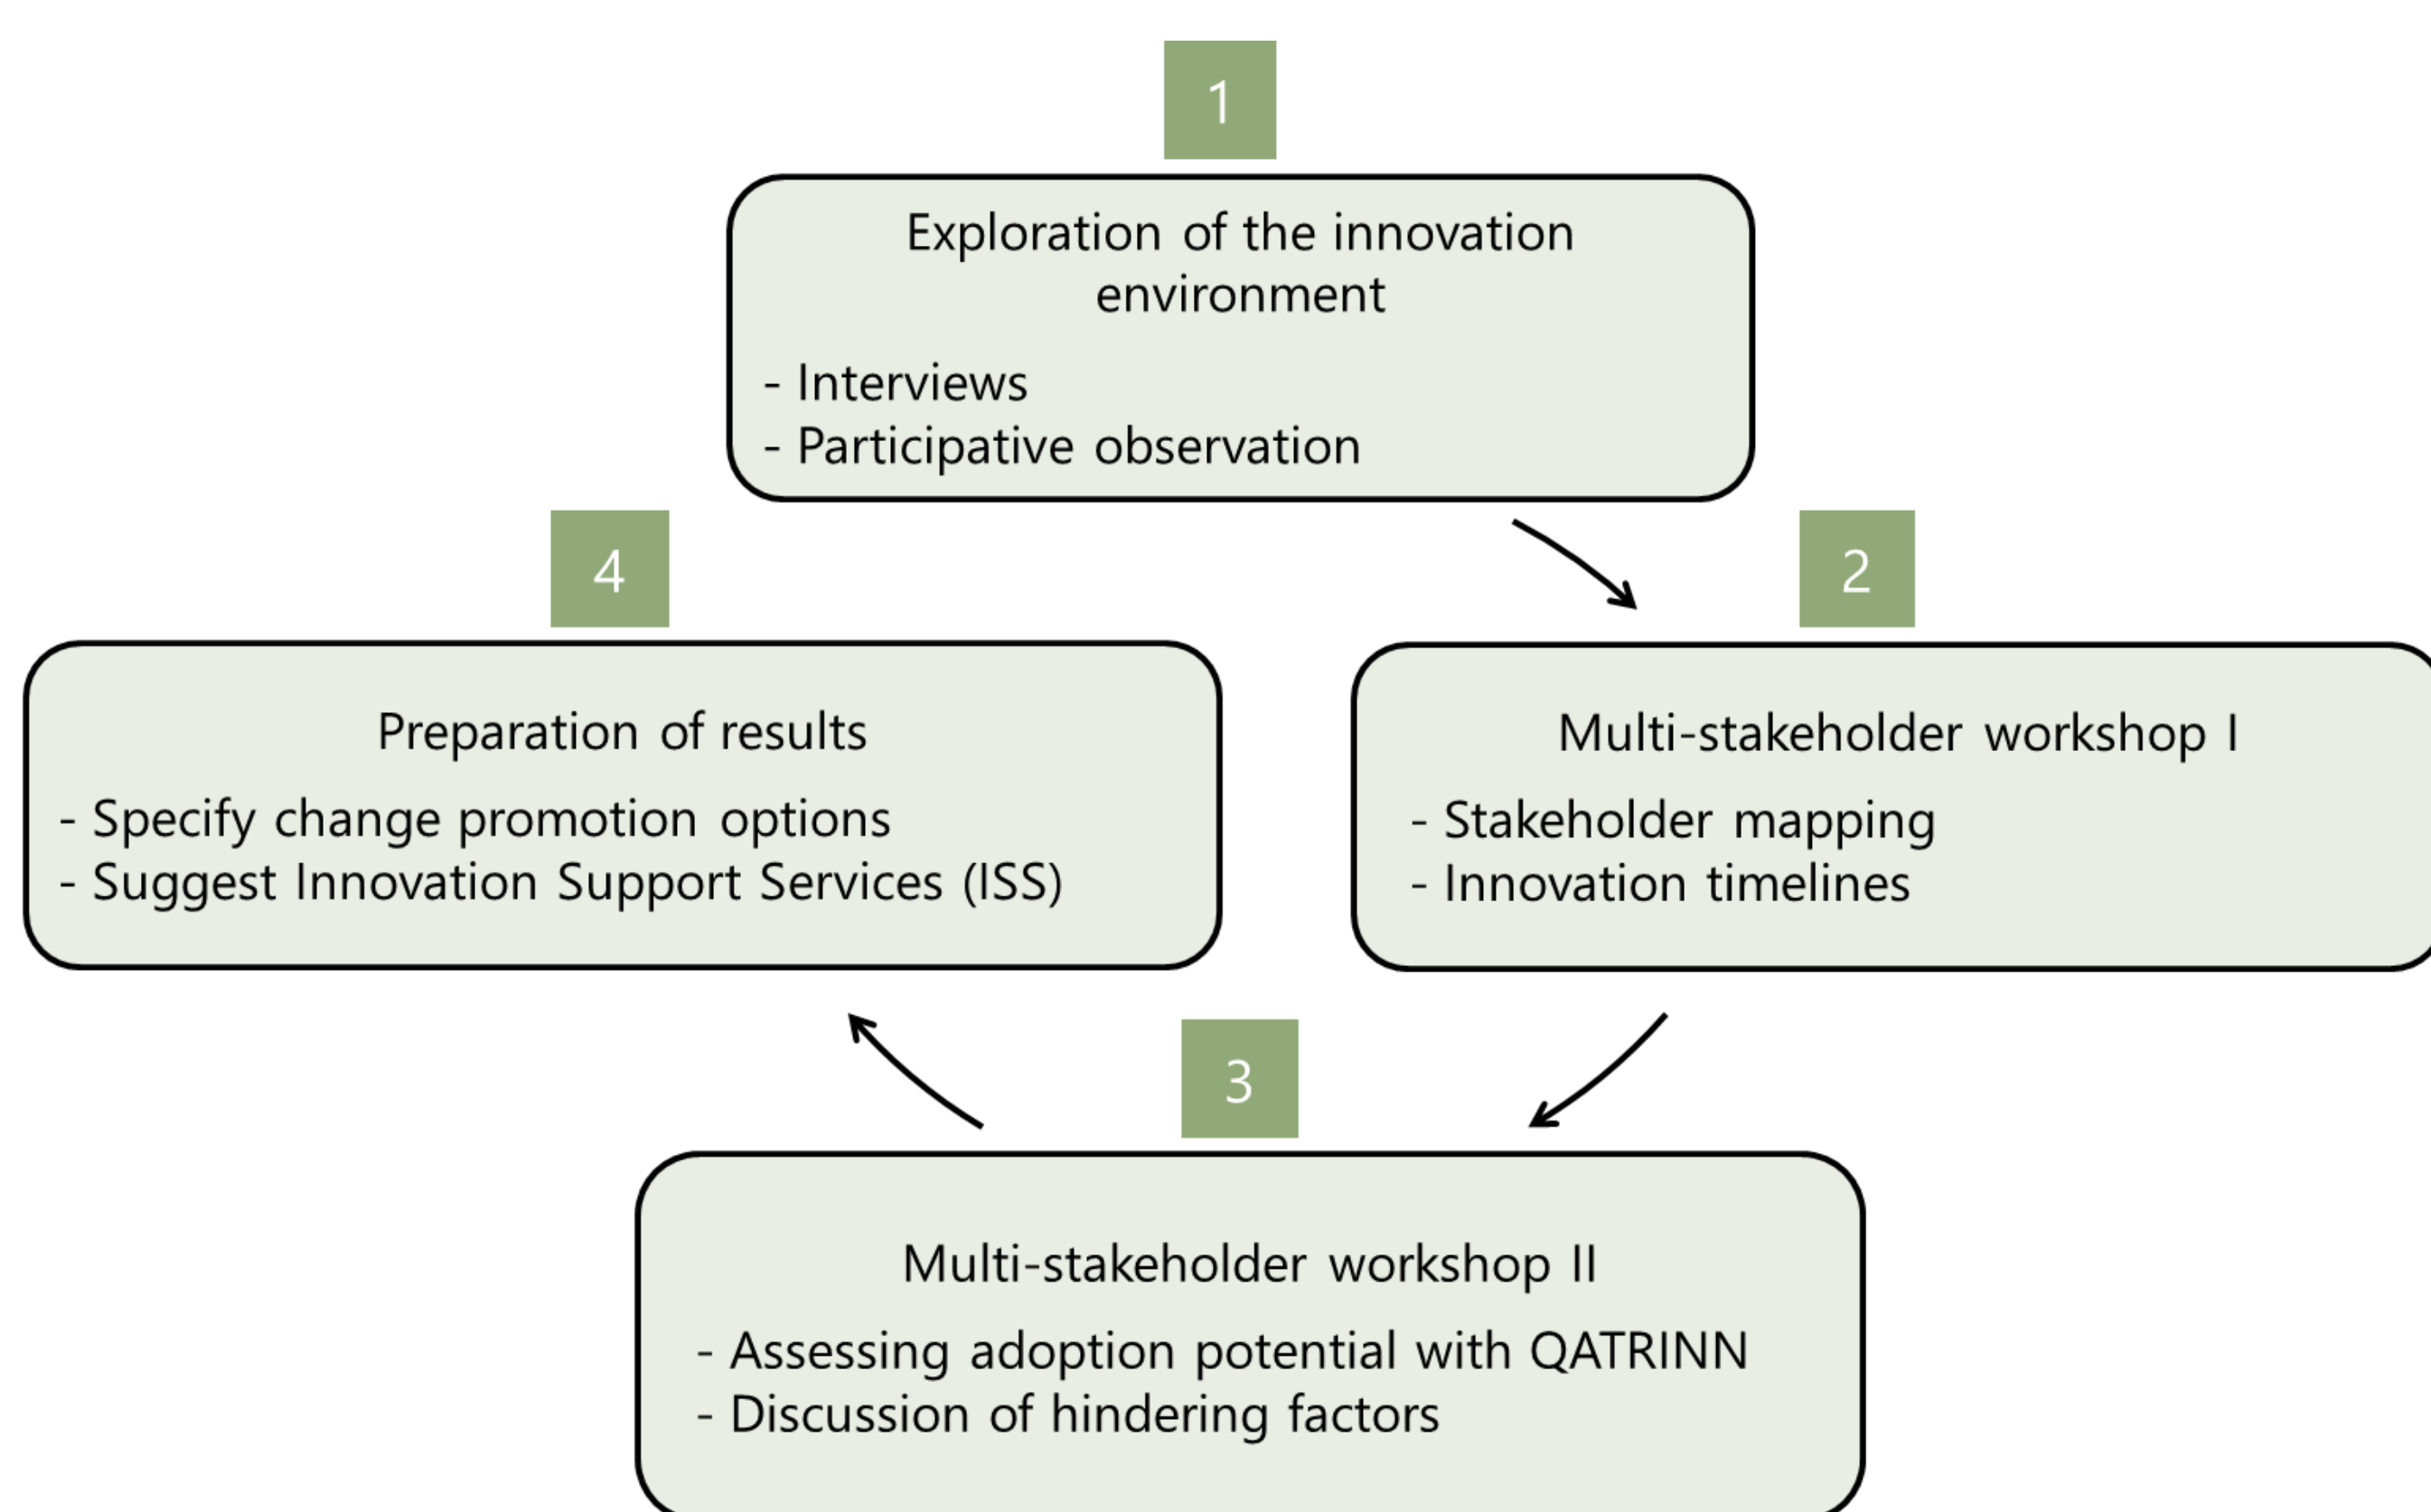 1
Exploration of the innovation
environment
- Interviews
- Participative observation
2
Multi-stakeholder workshop I
- Stakeholder mapping
- Innovation timelines
3
Multi-stakeholder workshop II
- Assessing adoption potential with QATRINN
- Discussion of hindering factors
4
Preparation of results
- Specify change promotion options
- Suggest Innovation Support Services (ISS)